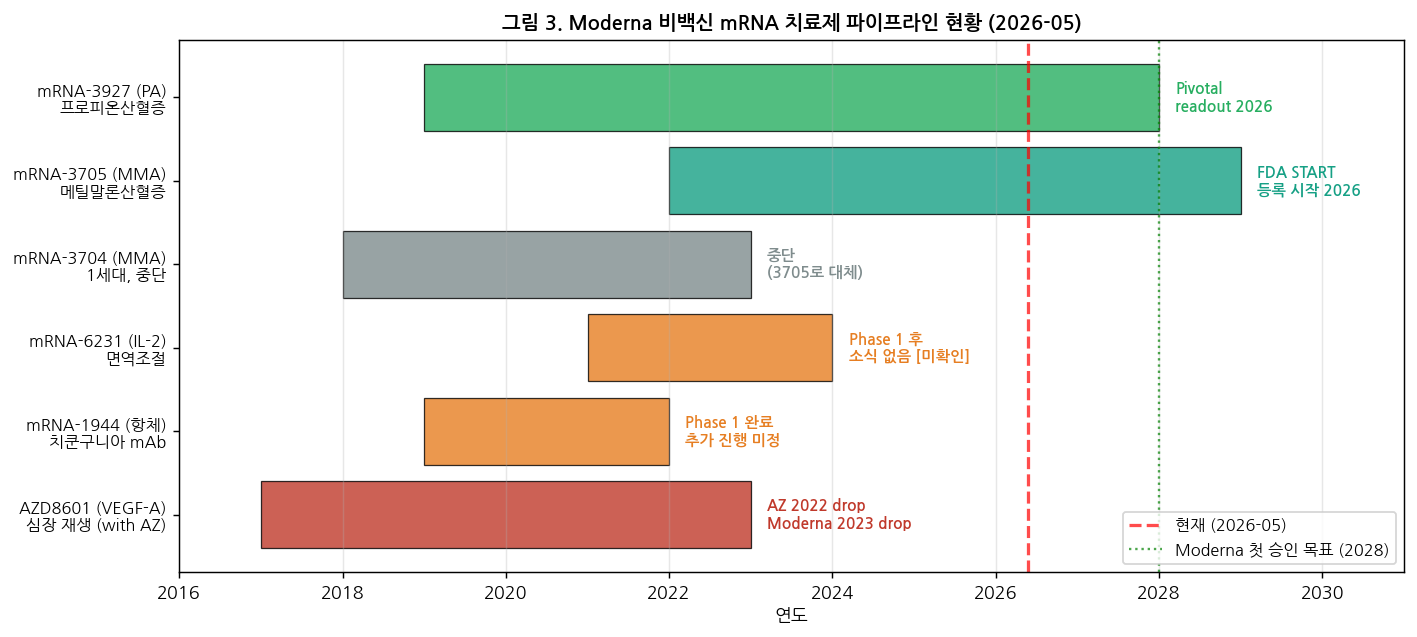 그림 3. Moderna 비백신 mRNA 치료제 파이프라인 현황 (2026-05)
mRNA-3927 (PA)
프로피온산혈증
Pivotal
readout 2026
mRNA-3705 (MMA)
메틸말론산혈증
FDA START
등록 시작 2026
mRNA-3704 (MMA)
1세대, 중단
중단
(3705로 대체)
mRNA-6231 (IL-2)
면역조절
Phase 1 후
소식 없음 [미확인]
mRNA-1944 (항체)
치쿤구니아 mAb
Phase 1 완료
추가 진행 미정
AZD8601 (VEGF-A)
심장 재생 (with AZ)
AZ 2022 drop
Moderna 2023 drop
현재 (2026-05)
Moderna 첫 승인 목표 (2028)
2016 2018 2020 2022 2024 2026 2028 2030
연도